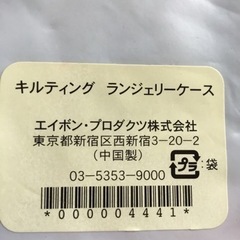 キルティング ランジェリーケース
エイボン・プロダクツ株式会社
東京都新宿区西新宿3-20-2
(中国製)
プラ:袋
03-5353-9000
*0000004441*